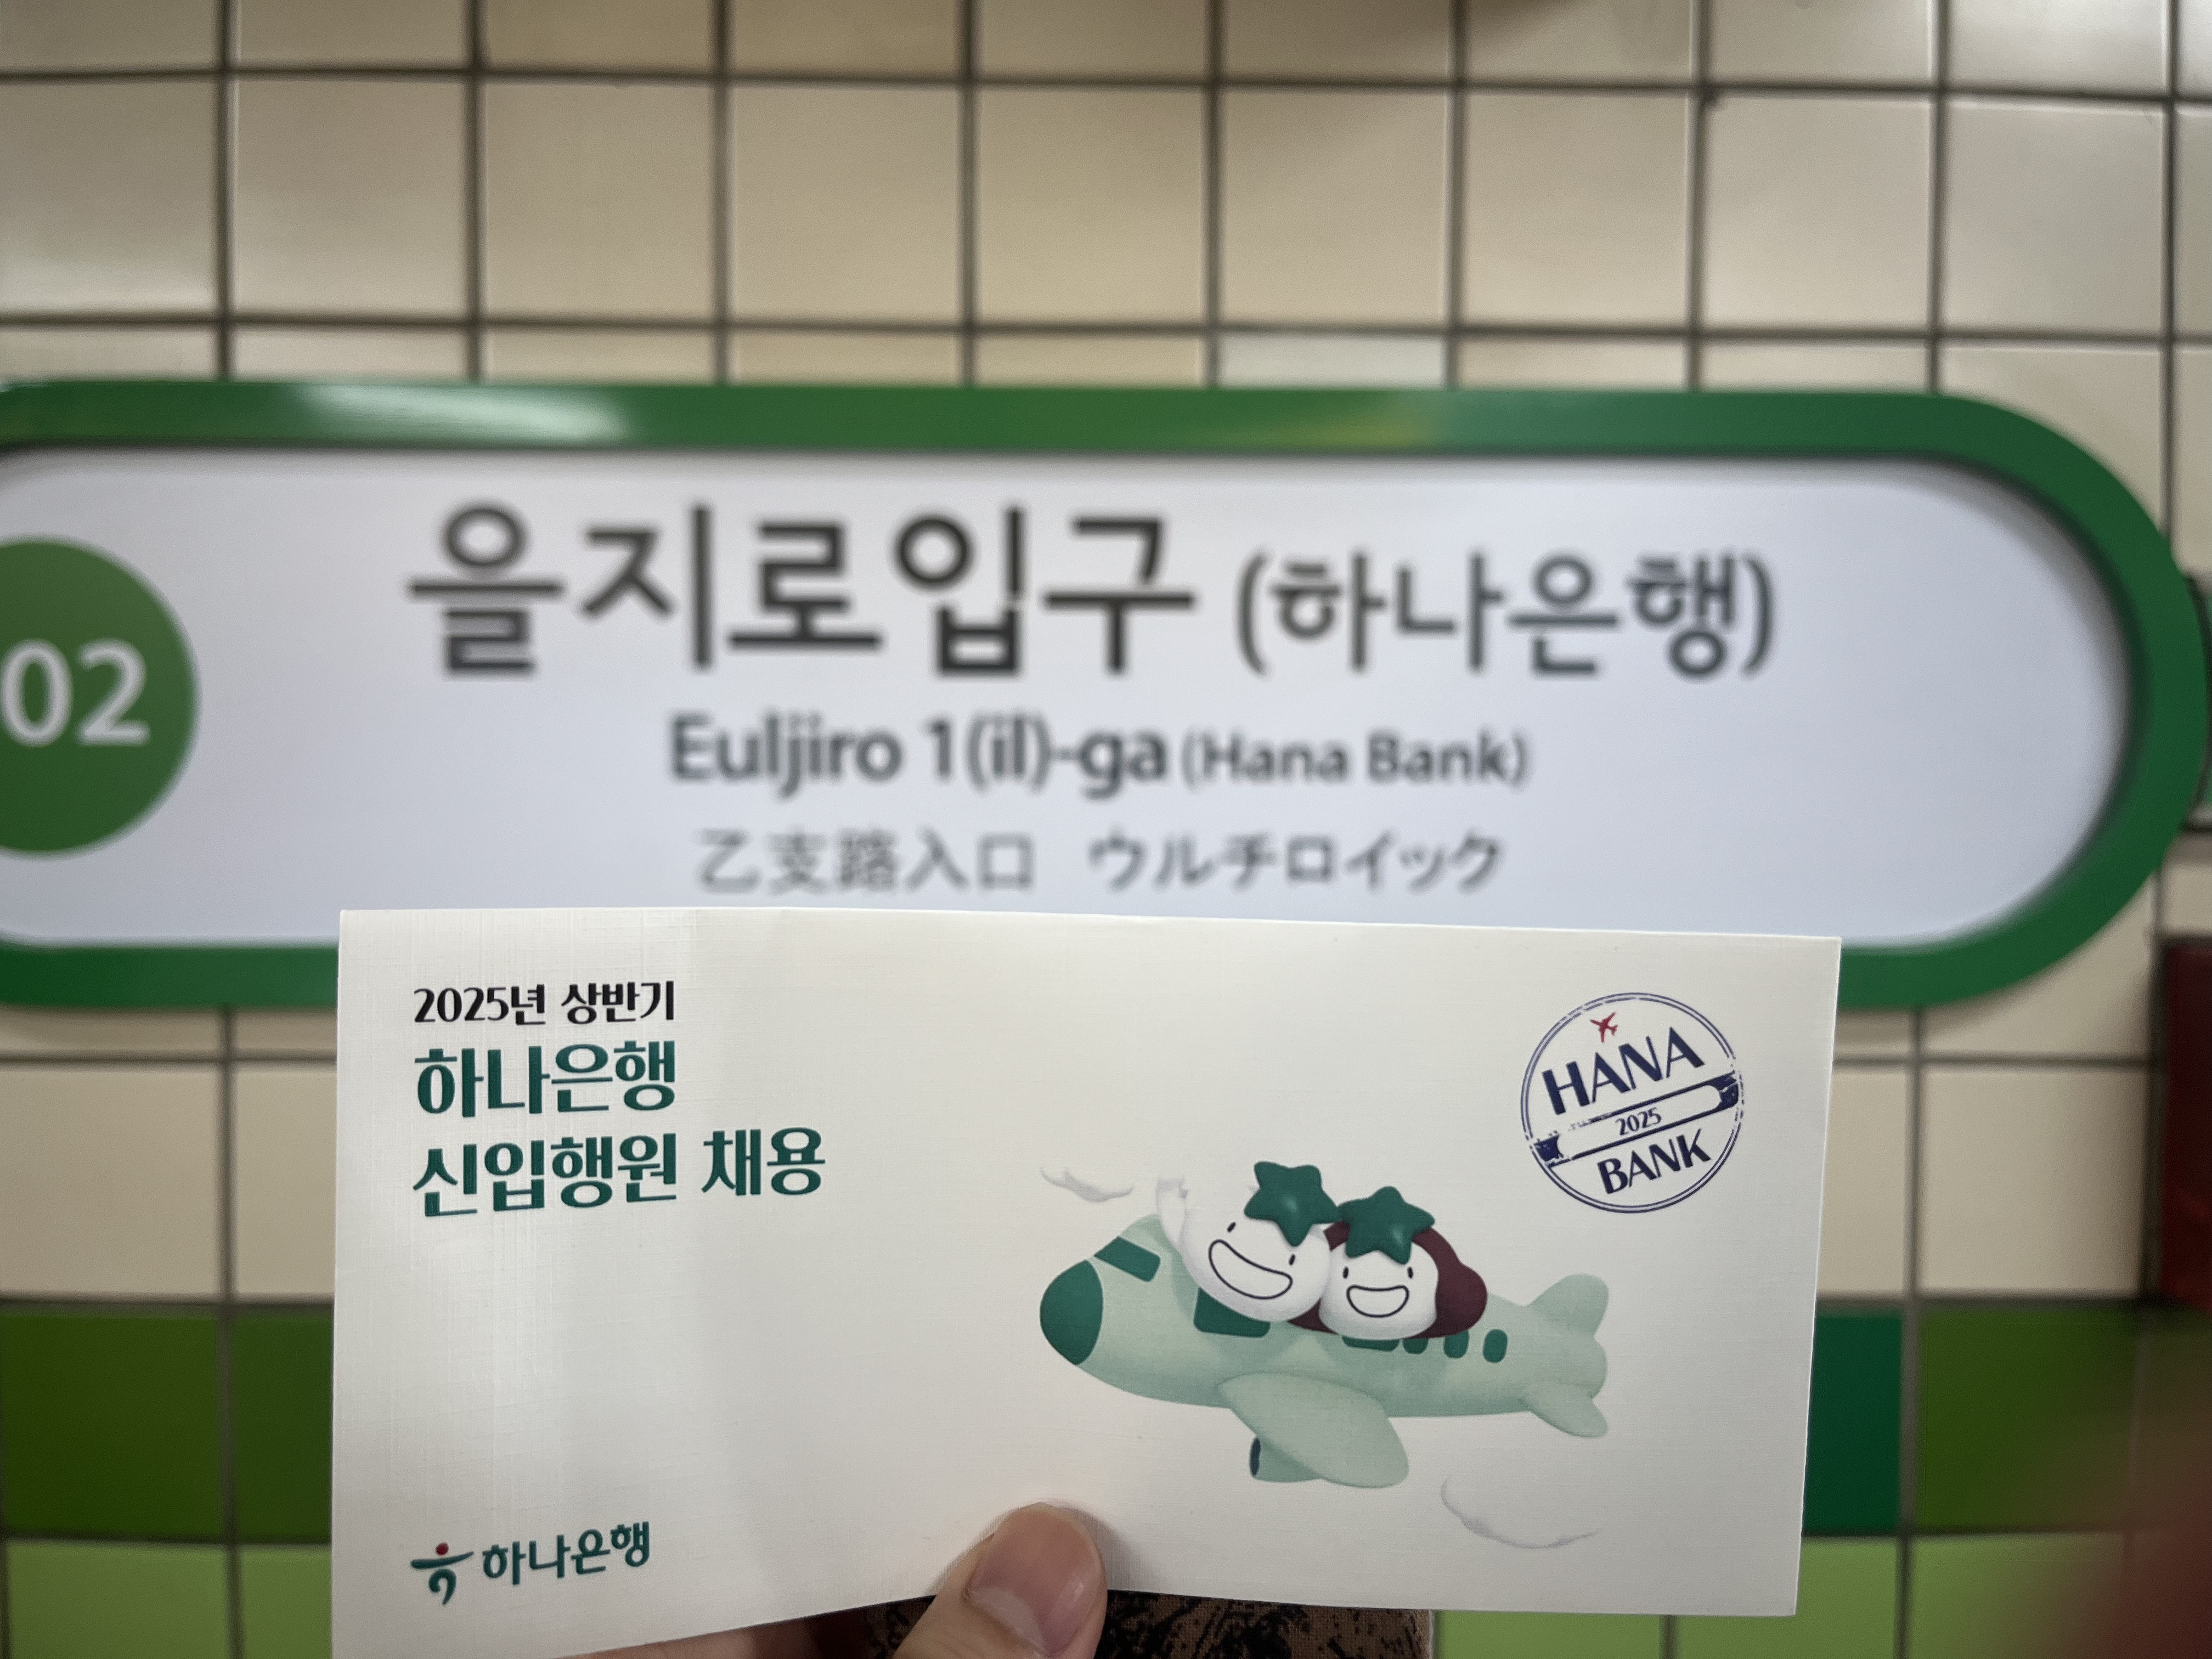 02
을지로입구 (하나은행)
Euljiro 1(il)-ga (Hana Bank)
乙支路入口 ウルチロイック
2025년 상반기
하나은행
신입행원 채용
HANA
2025
BANK
하나은행